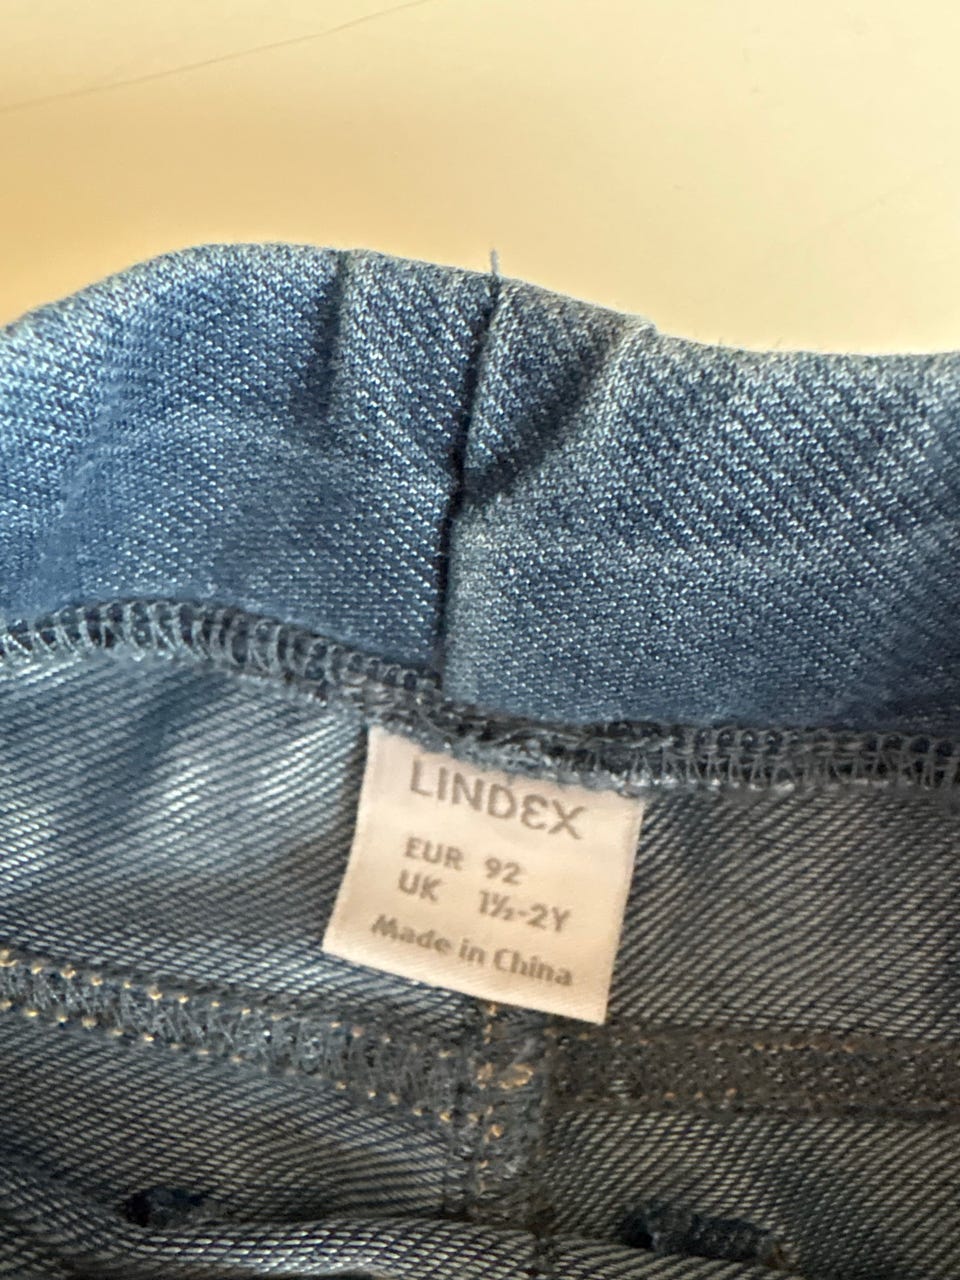 LINDEX
EUR 92
UK 1½-2Y
Made in China